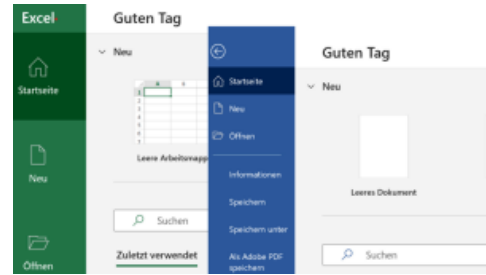 Excel
Guten Tag
Neu
Startseite
Leere Arbeitsmapp
Neu
Suchen
Zuletzt verwendet
Öffnen
Guten Tag
Startseite
Neu
Neu
Öffnen
Leeres Dokument
Informationen
Speichern
Speichern unter
Suchen
Als Adobe PDF
speichern